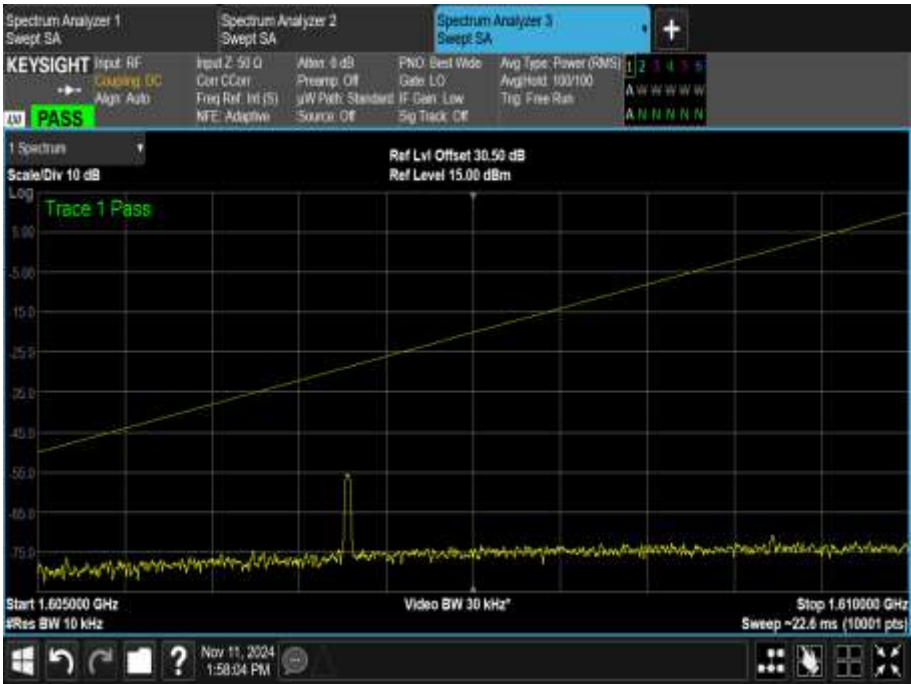 Spectrum Analyzer 1
Swept SA
Spectrum Analyzer 2
Swept SA
Spectrum Analyzer 3
Swept SA
+
KEYSIGHT
Input: RF
Coupling: DC
Align: Auto
Input Z: 50 Ω
Corr CCorr
Freq Ref: Int (S)
NFE: Adaptive
Atten: 6 dB
Preamp: Off
µW Path: Standard
Source: Off
PNO: Best Wide
Gate: LO
IF Gain: Low
Sig Track: Off
Avg Type: Power (RMS)
Avg|Hold: 100/100
Trig: Free Run
1 2 3 4 5 6
A W W W W W
A N N N N N
LXI
PASS
1 Spectrum
Scale/Div 10 dB
Ref Lvl Offset 30.50 dB
Ref Level 15.00 dBm
Log
Trace 1 Pass
5.00
-5.00
-15.0
-25.0
-35.0
-45.0
-55.0
-65.0
-75.0
Start 1.605000 GHz
#Res BW 10 kHz
Video BW 30 kHz*
Stop 1.610000 GHz
Sweep ~22.6 ms (10001 pts)
?
Nov 11, 2024
1:58:04 PM